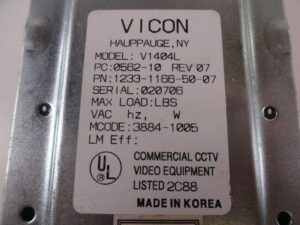 VICON
HAUPPAUGE, NY
MODEL: V1404L
PC:0562-10 REV 07
PN:1233-1166-50-07
SERIAL:020706
MAX LOAD:LBS
VAC hz, W
MCODE:3884-1005
LM Eff:
UL
COMMERCIAL CCTV
VIDEO EQUIPMENT
LISTED 2C88
MADE IN KOREA